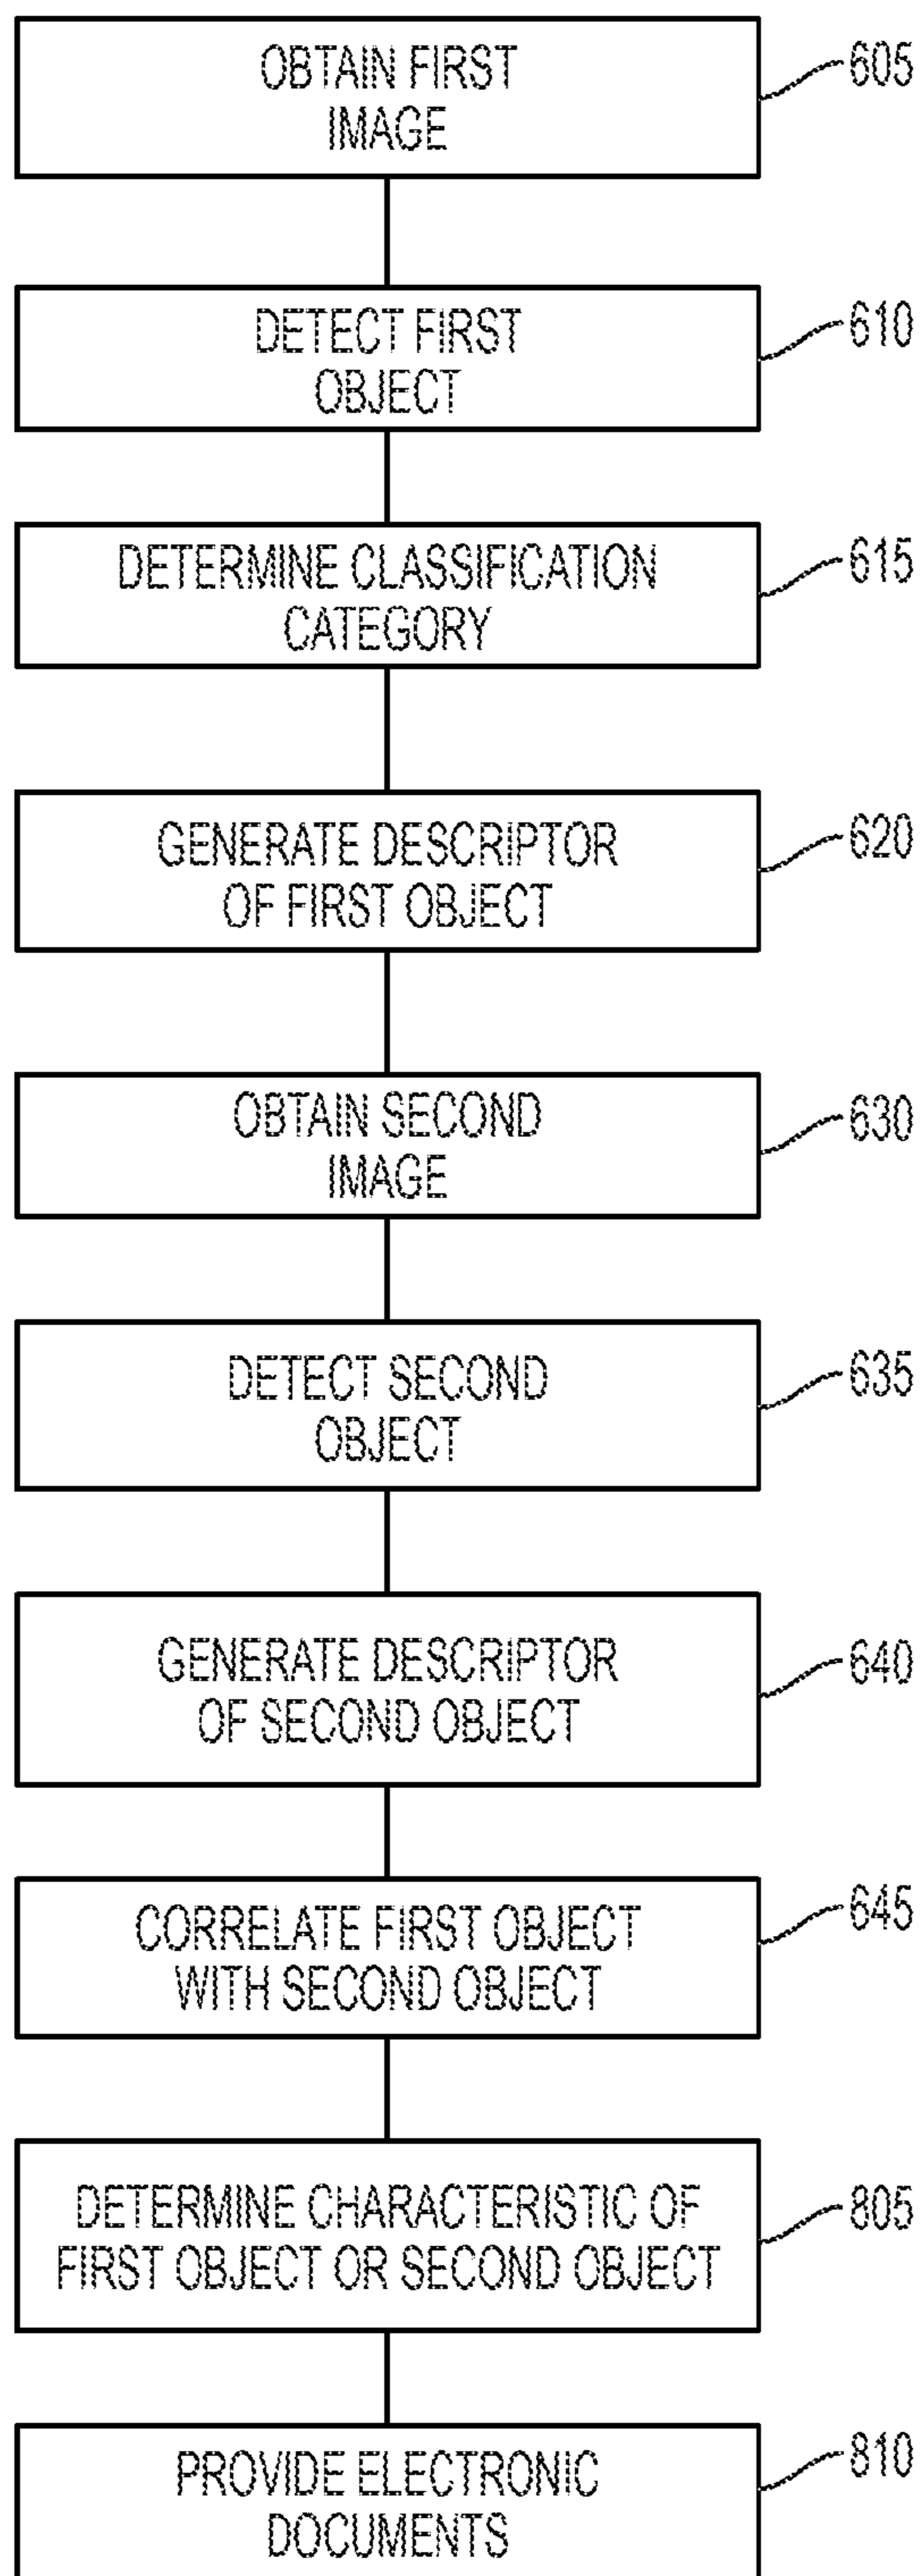 OBTAIN FIRST
IMAGE
605
DETECT FIRST
OBJECT
610
DETERMINE CLASSIFICATION
CATEGORY
615
GENERATE DESCRIPTOR
OF FIRST OBJECT
620
OBTAIN SECOND
IMAGE
630
DETECT SECOND
OBJECT
635
GENERATE DESCRIPTOR
OF SECOND OBJECT
640
CORRELATE FIRST OBJECT
WITH SECOND OBJECT
645
DETERMINE CHARACTERISTIC OF
FIRST OBJECT OR SECOND OBJECT
805
PROVIDE ELECTRONIC
DOCUMENTS
810